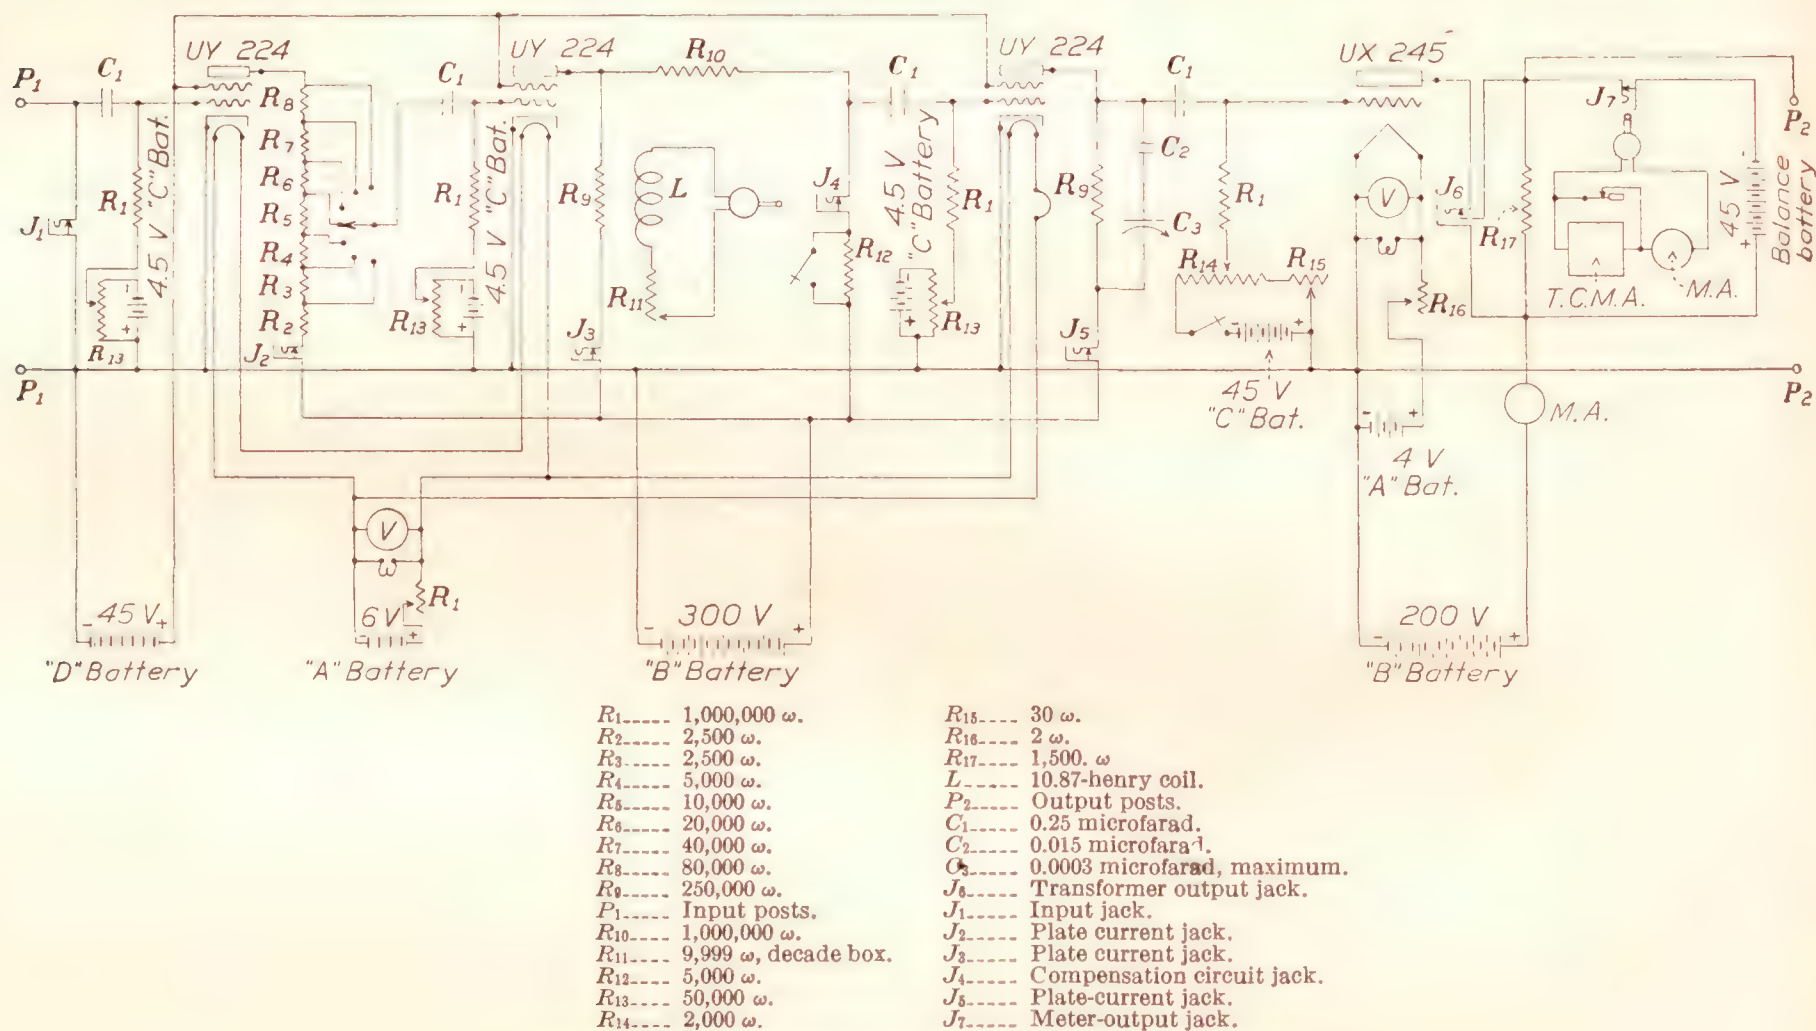 UY 224
UY 224
R10
UY 224
UX 245
P1
C1
R8
C1
C1
C1
J7
P2
R7
C2
R6
R1
R5
R1
R9
L
J4
R1
R9
R1
V
J6
J1
R4
C3
R17
R12
R3
R14
R15
ω
R11
T.C.M.A.
M.A.
R2
R13
R13
R16
R13
J2
J3
J5
4.5 V "C" Bat.
4.5 V "C" Bat.
4.5 V
"C" Battery
45 V
Balance
battery
P1
45 V
"C" Bat.
P2
M.A.
4 V
"A" Bat.
V
ω
R1
- 45 V +
6 V
300 V
200 V
"D" Battery
"A" Battery
"B" Battery
"B" Battery
R1----- 1,000,000 ω.
R2----- 2,500 ω.
R3----- 2,500 ω.
R4----- 5,000 ω.
R5----- 10,000 ω.
R6----- 20,000 ω.
R7----- 40,000 ω.
R8----- 80,000 ω.
R9----- 250,000 ω.
P1----- Input posts.
R10---- 1,000,000 ω.
R11---- 9,999 ω, decade box.
R12---- 5,000 ω.
R13---- 50,000 ω.
R14---- 2,000 ω.
R15---- 30 ω.
R16---- 2 ω.
R17---- 1,500. ω
L----- 10.87-henry coil.
P2----- Output posts.
C1----- 0.25 microfarad.
C2----- 0.015 microfarad.
C3----- 0.0003 microfarad, maximum.
J6----- Transformer output jack.
J1----- Input jack.
J2----- Plate current jack.
J3----- Plate current jack.
J4----- Compensation circuit jack.
J5----- Plate-current jack.
J7----- Meter-output jack.